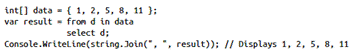 int[] data = { 1, 2, 5, 8, 11 };
var result = from d in data
select d;
Console.WriteLine(string.Join(", ", result)); // Displays 1, 2, 5, 8, 11